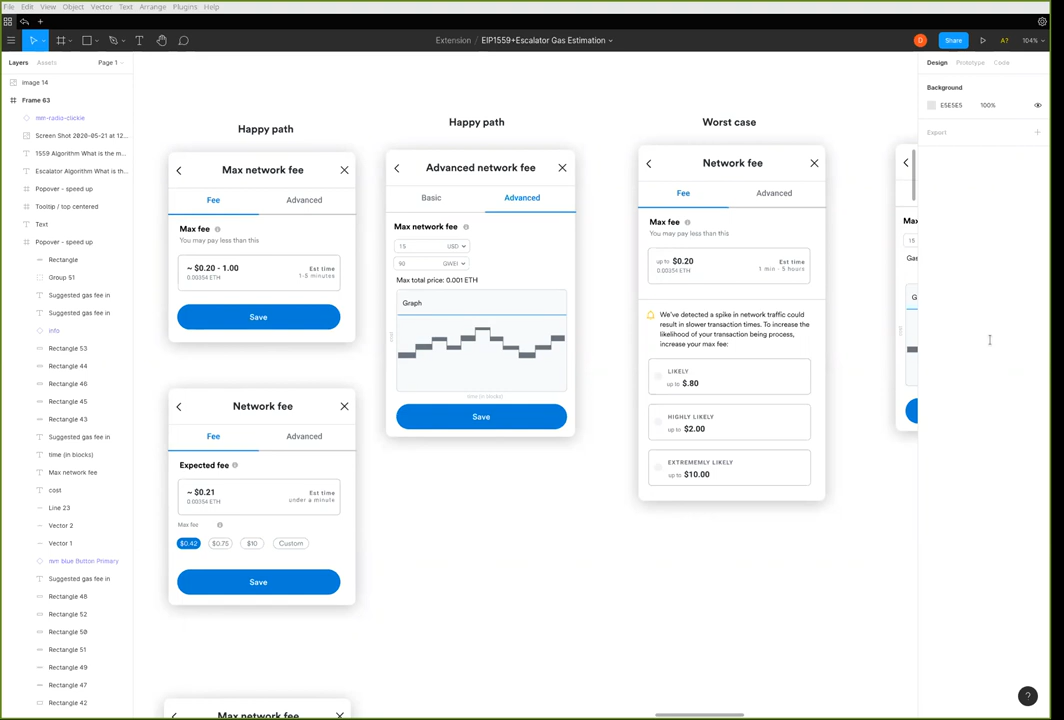 File Edit View Object Vector Text Arrange Plugins Help
Extension / EIP1559+Escalator Gas Estimation
D
Share
A?
104%
Layers
Assets
Page 1
image 14
Frame 63
mm-radio-clickie
Screen Shot 2020-05-21 at 12...
1559 Algorithm What is the m...
Escalator Algorithm What is th...
Popover - speed up
Tooltip / top centered
Text
Popover - speed up
Rectangle
Group 51
Suggested gas fee in
Suggested gas fee in
info
Rectangle 53
Rectangle 44
Rectangle 46
Rectangle 45
Rectangle 43
Suggested gas fee in
time (in blocks)
Max network fee
cost
Line 23
Vector 2
Vector 1
mm blue Button Primary
Suggested gas fee in
Rectangle 48
Rectangle 52
Rectangle 50
Rectangle 51
Rectangle 49
Rectangle 47
Rectangle 42
Happy path
Max network fee
Fee
Advanced
Max fee
You may pay less than this
~ $0.20 - 1.00
0.00354 ETH
Est time
1-5 minutes
Save
Network fee
Fee
Advanced
Expected fee
~ $0.21
0.00354 ETH
Est time
under a minute
Max fee
$0.42
$0.75
$10
Custom
Save
Max network fee
Happy path
Advanced network fee
Basic
Advanced
Max network fee
15
USD
90
GWEI
Max total price: 0.001 ETH
Graph
time (in blocks)
Save
Worst case
Network fee
Fee
Advanced
Max fee
You may pay less than this
up to $0.20
0.00354 ETH
Est time
1 min - 5 hours
We've detected a spike in network traffic could
result in slower transaction times. To increase the
likelihood of your transaction being process,
increase your max fee:
LIKELY
up to $.80
HIGHLY LIKELY
up to $2.00
EXTREMEMLY LIKELY
up to $10.00
Max
15
Gas
G
Design
Prototype
Code
Background
E5E5E5
100%
Export
?